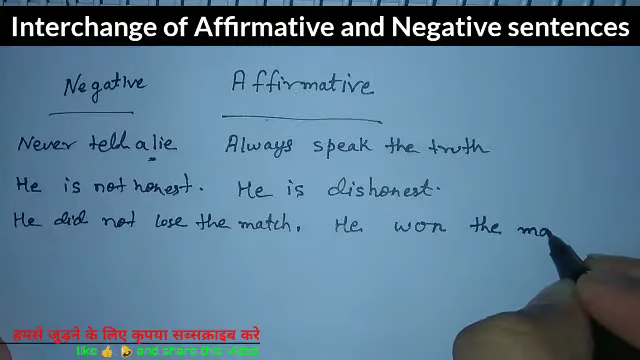 Interchange of Affirmative and Negative sentences
Negative Affirmative
Never tell a lie Always speak the truth
He is not honest. He is dishonest.
He did not lose the match. He won the ma
हमसे जुड़ने के लिए कृपया सब्सक्राइब करे
like 👍 🔔 and share this video